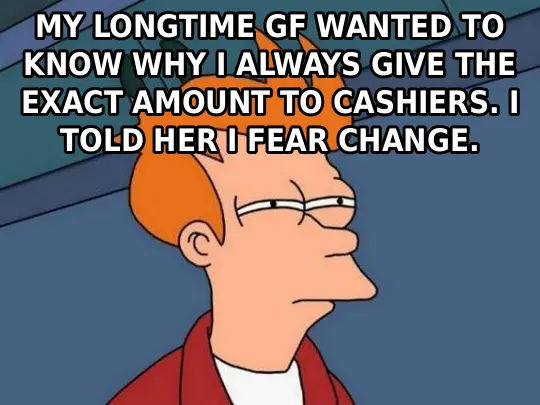 MY LONGTIME GF WANTED TO
KNOW WHY I ALWAYS GIVE THE
EXACT AMOUNT TO CASHIERS. I
TOLD HER I FEAR CHANGE.